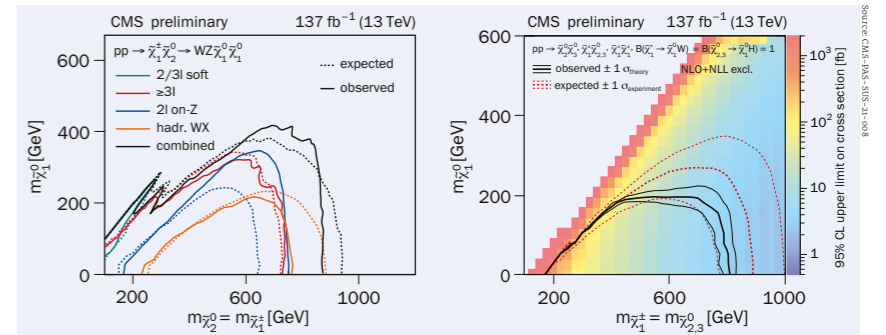 CMS preliminary 137 fb⁻¹ (13 TeV)
pp → χ̃₁^± χ̃₂⁰ → WZχ̃₁⁰χ̃₁⁰
2/3l soft
≥3l
2l on-Z
hadr. WX
combined
expected
observed
600
400
200
0
m_χ̃₁⁰ [GeV]
200 600 1000
m_χ̃₂⁰ = m_χ̃₁^± [GeV]
CMS preliminary 137 fb⁻¹ (13 TeV)
observed ± 1 σ_theory NLO+NLL excl.
expected ± 1 σ_experiment
600
400
200
0
m_χ̃₁⁰ [GeV]
200 600 1000
m_χ̃₁^± = m_χ̃₂,₃⁰ [GeV]
10³
10²
10
1
95% CL upper limit on cross section [fb]
Source: CMS-PAS-SUS-21-008